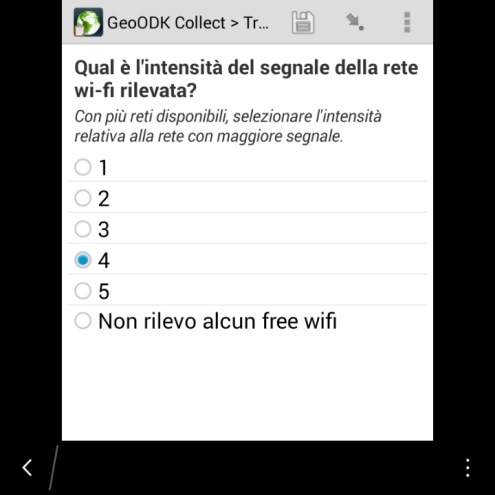 GeoODK Collect > Tr...
Qual è l'intensità del segnale della rete
wi-fi rilevata?
Con più reti disponibili, selezionare l'intensità
relativa alla rete con maggiore segnale.
1
2
3
4
5
Non rilevo alcun free wifi